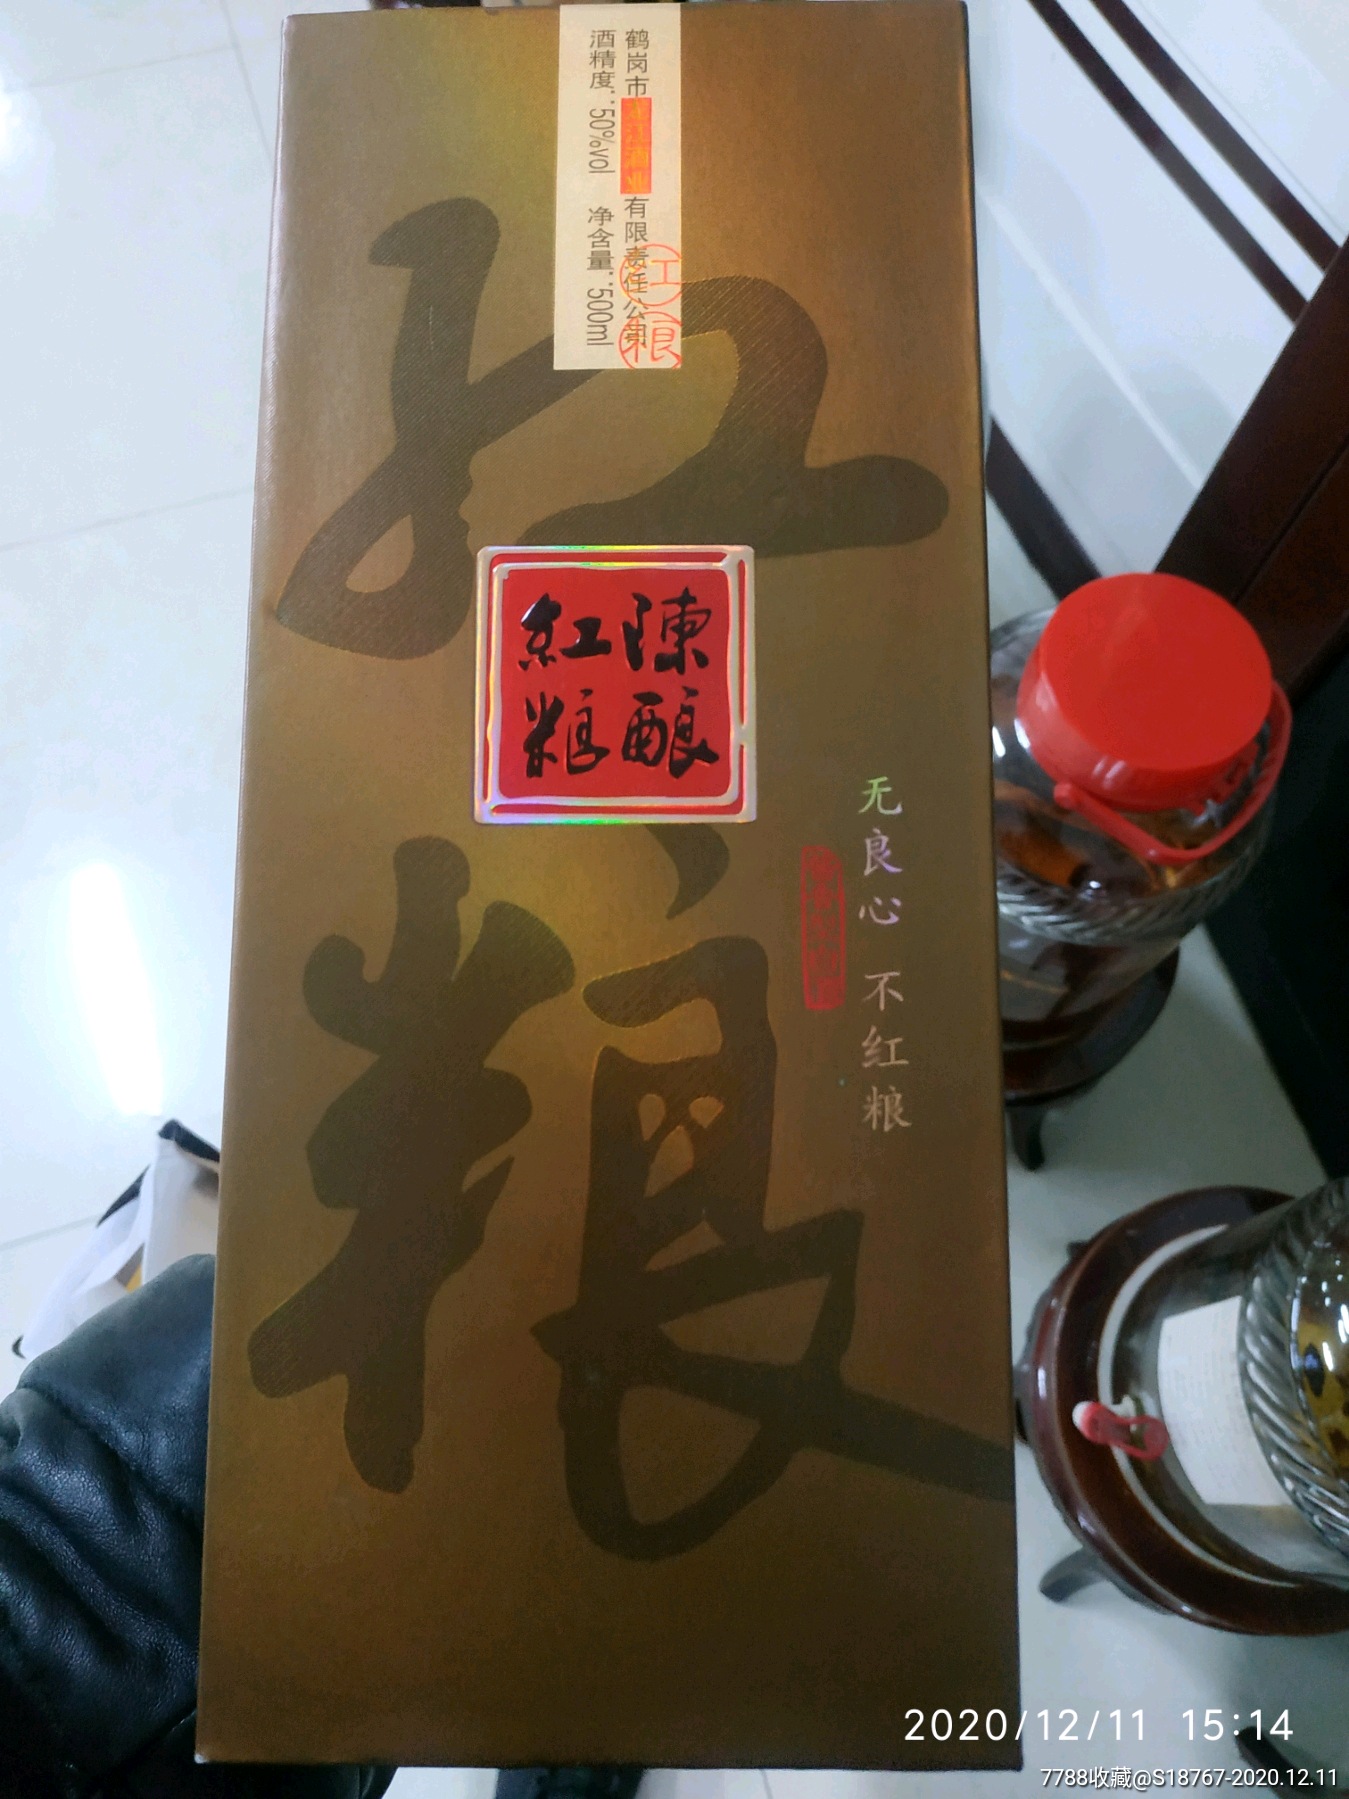 鹤岗市
有限责任公司
酒精度：50%vol 净含量：500ml
红粮
红
粮
陳酿
紅粮
无良心 不红粮
2020/12/11 15:14
7788收藏@S18767-2020.12.11